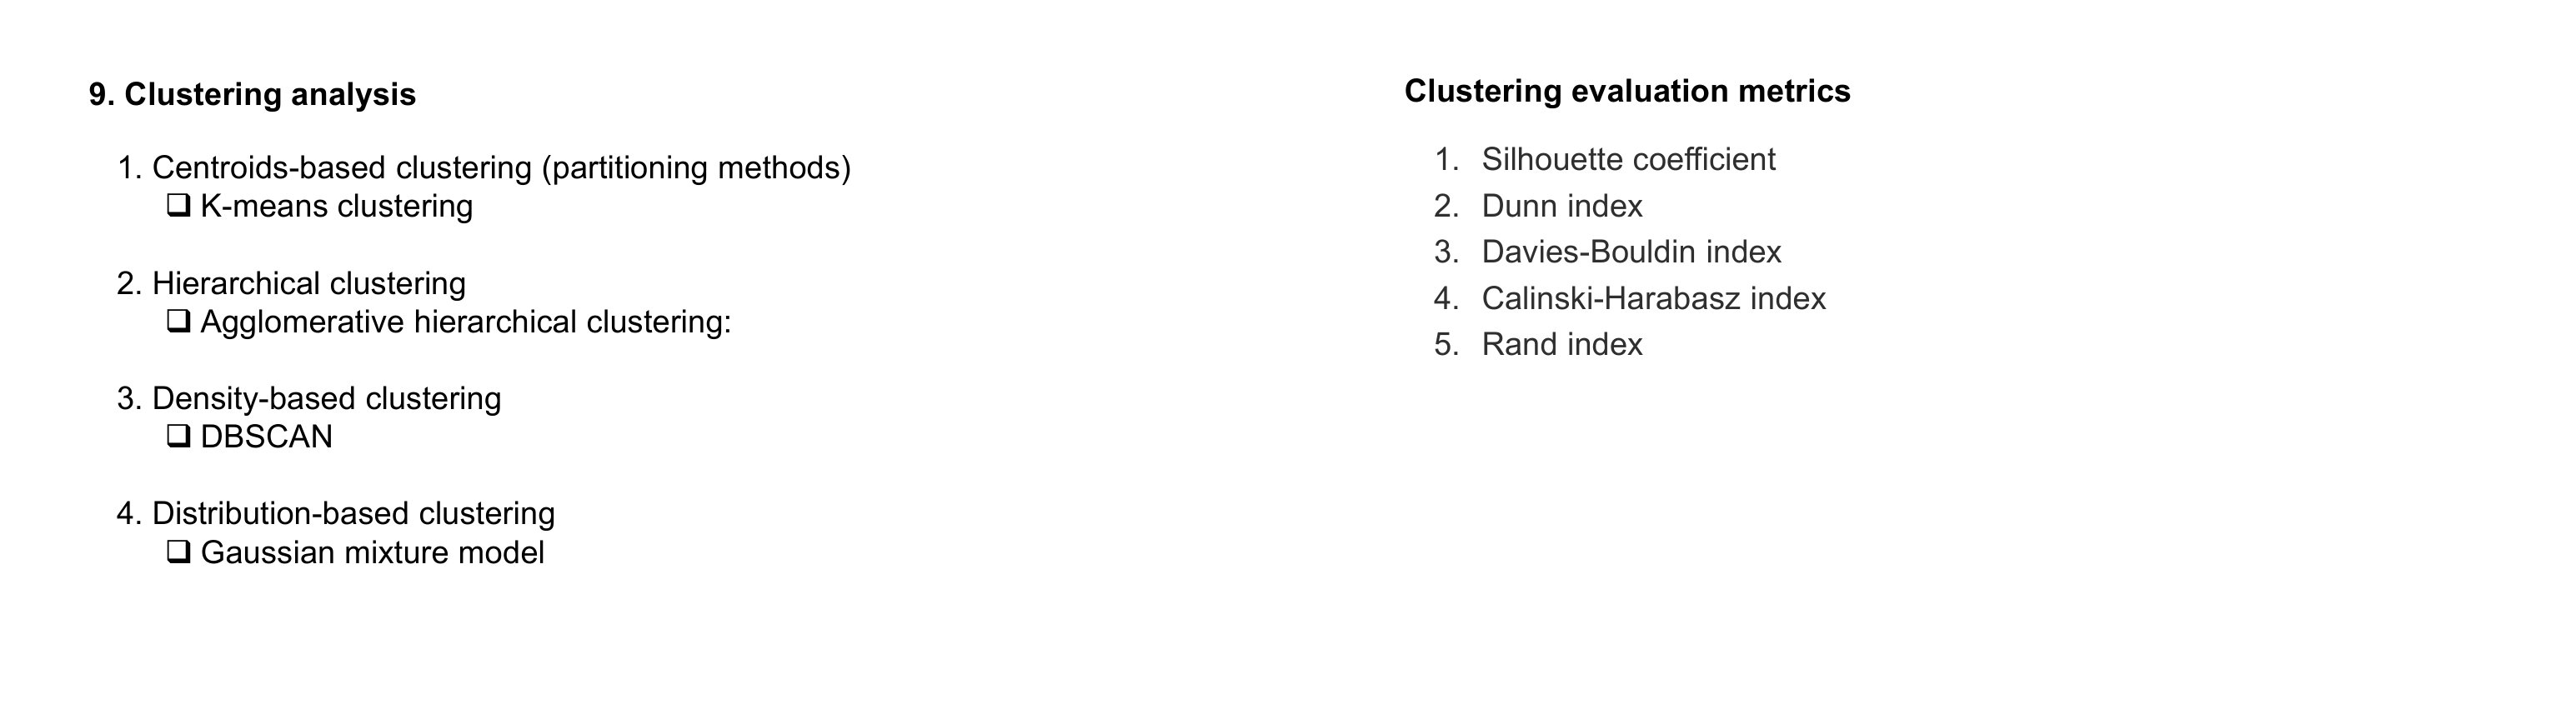 9. Clustering analysis
1. Centroids-based clustering (partitioning methods)
❑ K-means clustering
2. Hierarchical clustering
❑ Agglomerative hierarchical clustering:
3. Density-based clustering
❑ DBSCAN
4. Distribution-based clustering
❑ Gaussian mixture model
Clustering evaluation metrics
1. Silhouette coefficient
2. Dunn index
3. Davies-Bouldin index
4. Calinski-Harabasz index
5. Rand index